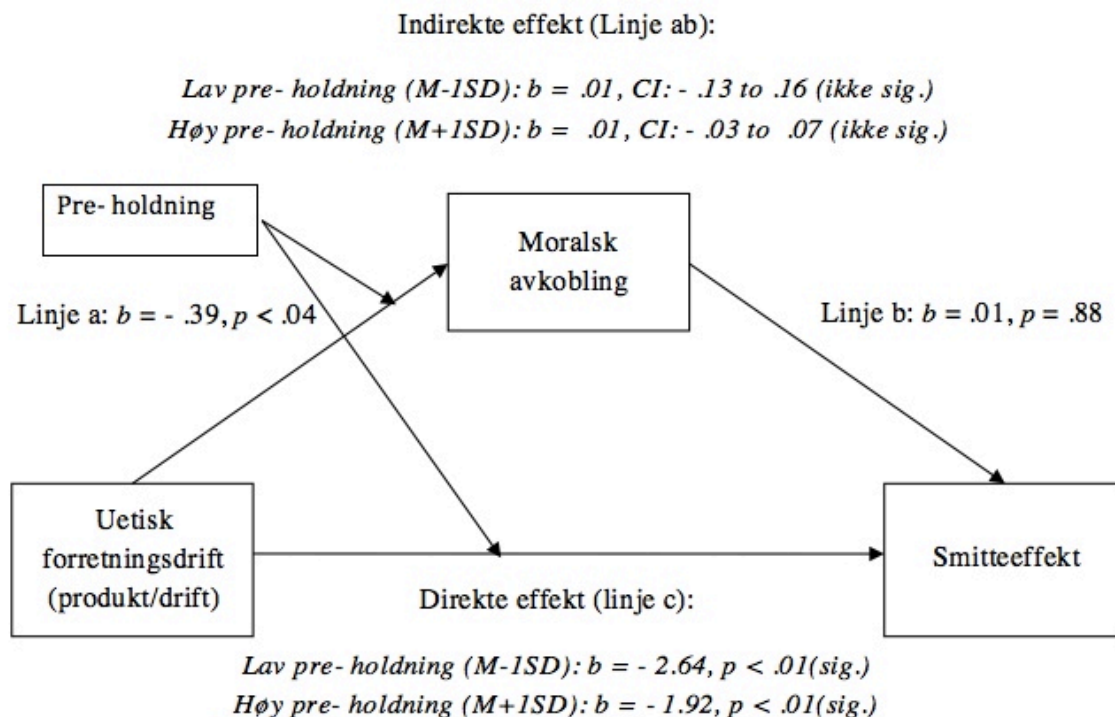 Indirekte effekt (Linje ab):
Lav pre- holdning (M-1SD): b = .01, CI: - .13 to .16 (ikke sig.)
Høy pre- holdning (M+1SD): b = .01, CI: - .03 to .07 (ikke sig.)
Pre- holdning
Moralsk
avkobling
Linje a: b = - .39, p < .04
Linje b: b = .01, p = .88
Uetisk
forretningsdrift
(produkt/drift)
Smitteeffekt
Direkte effekt (linje c):
Lav pre- holdning (M-1SD): b = - 2.64, p < .01(sig.)
Høy pre- holdning (M+1SD): b = - 1.92, p < .01(sig.)